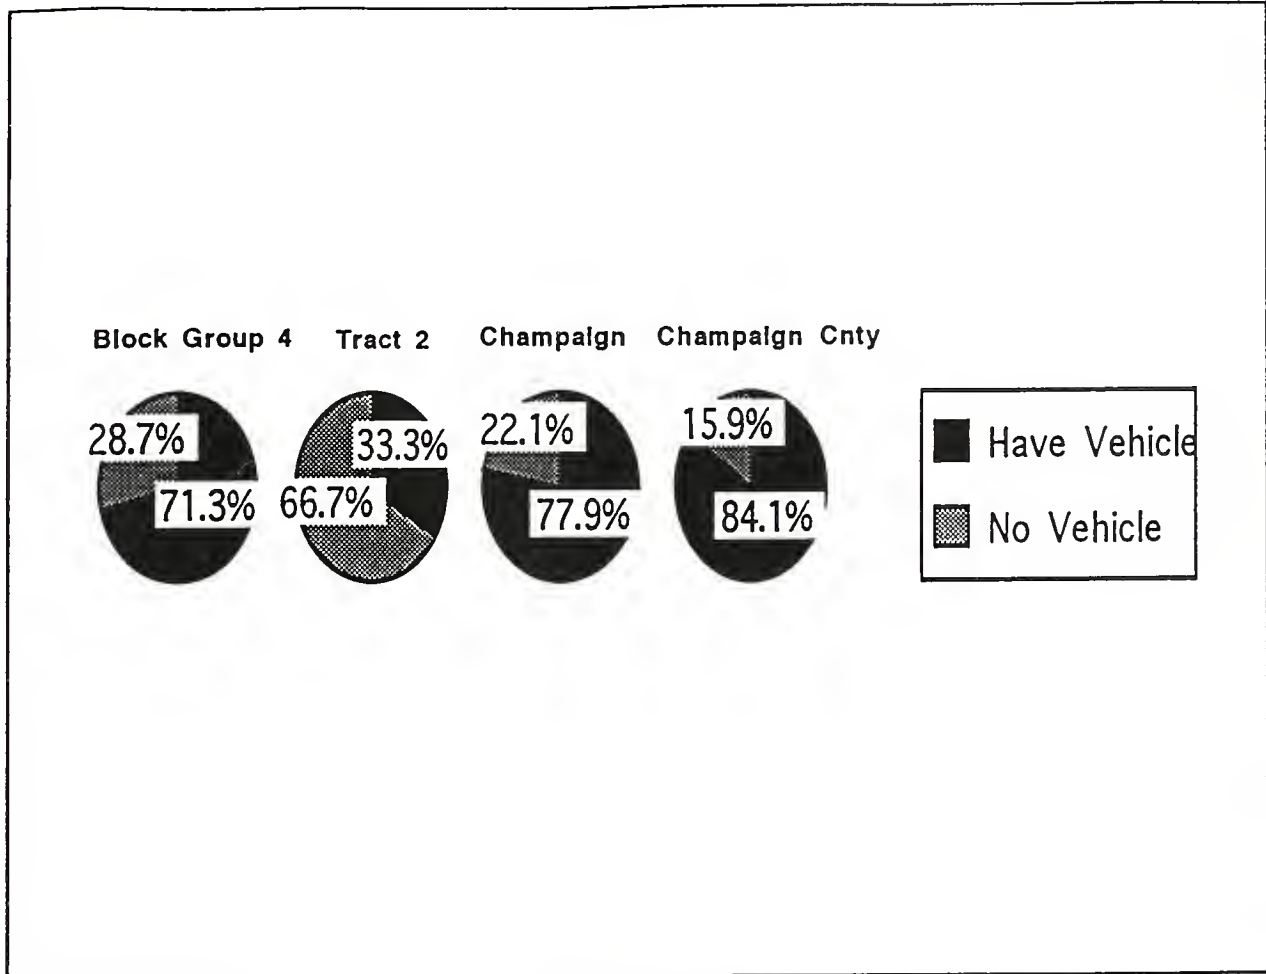 Block Group 4 Tract 2 Champaign Champaign Cnty
28.7% 33.3% 22.1% 15.9%
71.3% 66.7% 77.9% 84.1%
Have Vehicle
No Vehicle